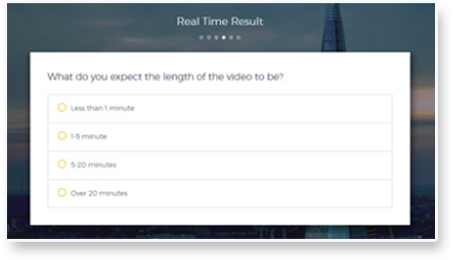 Real Time Result
What do you expect the length of the video to be?
Less than 1 minute
1-5 minute
5-20 minutes
Over 20 minutes